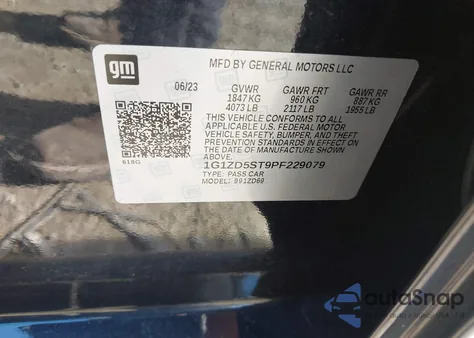 gm
MFD BY GENERAL MOTORS LLC
06/23
GVWR GAWR FRT GAWR RR
1847 KG 960 KG 887 KG
4073 LB 2117 LB 1955 LB
THIS VEHICLE CONFORMS TO ALL
APPLICABLE U.S. FEDERAL MOTOR
VEHICLE SAFETY, BUMPER, AND THEFT
PREVENTION STANDARDS IN EFFECT ON
THE DATE OF MANUFACTURE SHOWN ABOVE.
1G1ZD5ST9PF229079
TYPE: PASS CAR
autoSnap